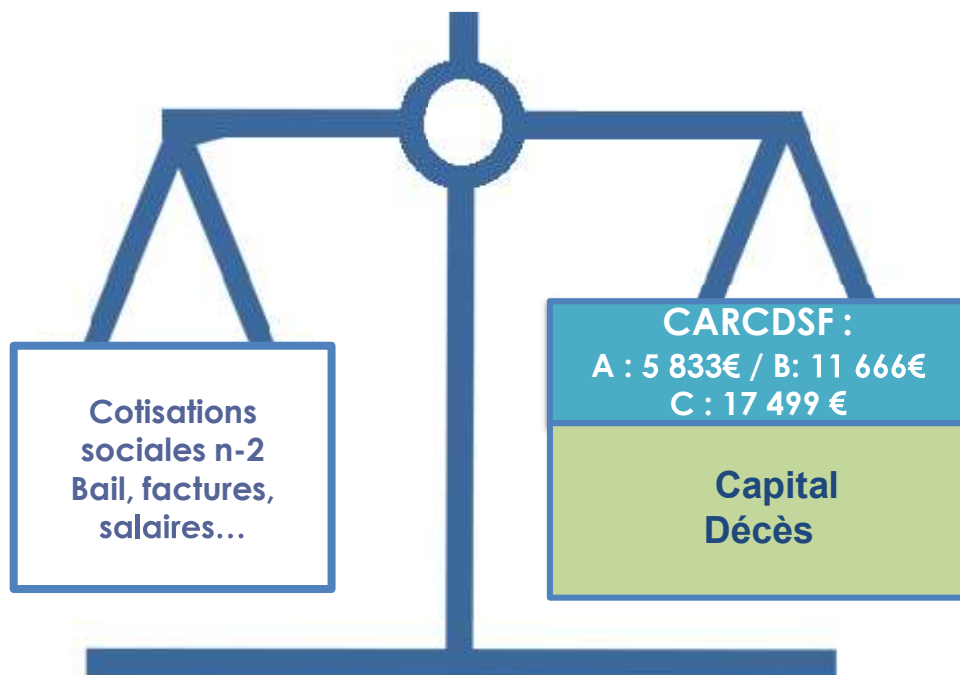 Cotisations
sociales n-2
Bail, factures,
salaires…
CARCDSF :
A : 5 833€ / B: 11 666€
C : 17 499 €
Capital
Décès